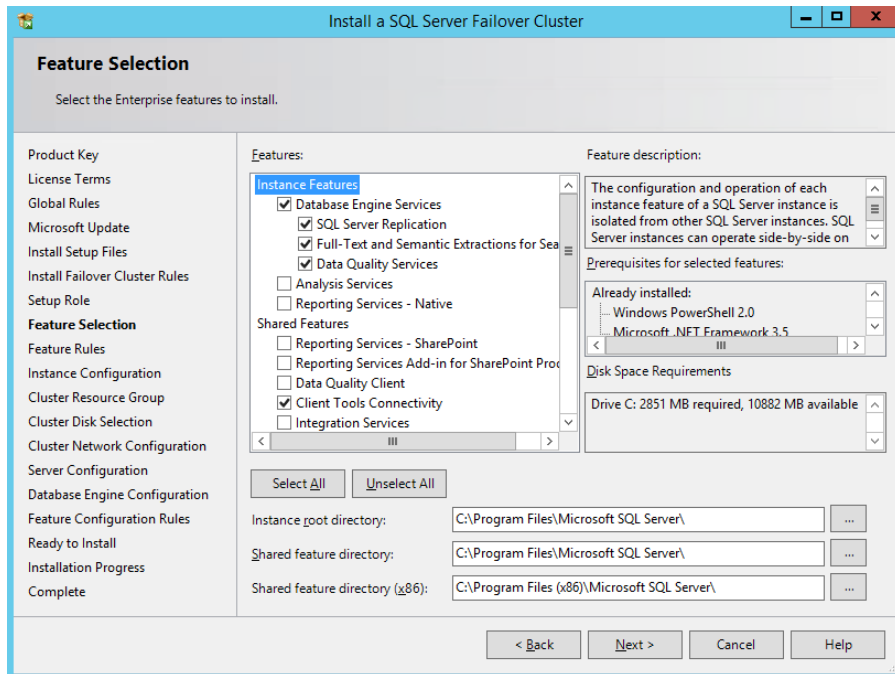 Install a SQL Server Failover Cluster
Feature Selection
Select the Enterprise features to install.
Product Key
License Terms
Global Rules
Microsoft Update
Install Setup Files
Install Failover Cluster Rules
Setup Role
Feature Selection
Feature Rules
Instance Configuration
Cluster Resource Group
Cluster Disk Selection
Cluster Network Configuration
Server Configuration
Database Engine Configuration
Feature Configuration Rules
Ready to Install
Installation Progress
Complete
Features:
Instance Features
Database Engine Services
SQL Server Replication
Full-Text and Semantic Extractions for Sea
Data Quality Services
Analysis Services
Reporting Services - Native
Shared Features
Reporting Services - SharePoint
Reporting Services Add-in for SharePoint Prod
Data Quality Client
Client Tools Connectivity
Integration Services
Select All
Unselect All
Feature description:
The configuration and operation of each
instance feature of a SQL Server instance is
isolated from other SQL Server instances. SQL
Server instances can operate side-by-side on
Prerequisites for selected features:
Already installed:
Windows PowerShell 2.0
Microsoft .NET Framework 3.5
Disk Space Requirements
Drive C: 2851 MB required, 10882 MB available
Instance root directory:
C:\Program Files\Microsoft SQL Server\
...
Shared feature directory:
C:\Program Files\Microsoft SQL Server\
...
Shared feature directory (x86):
C:\Program Files (x86)\Microsoft SQL Server\
...
< Back
Next >
Cancel
Help